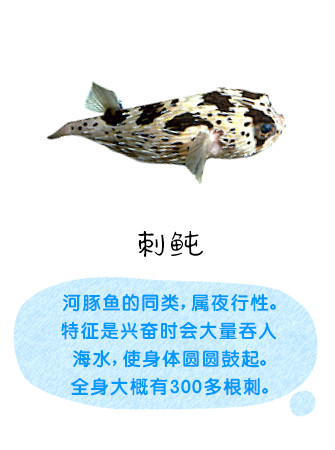 刺鲀
河豚鱼的同类，属夜行性。
特征是兴奋时会大量吞入
海水，使身体圆圆鼓起。
全身大概有300多根刺。